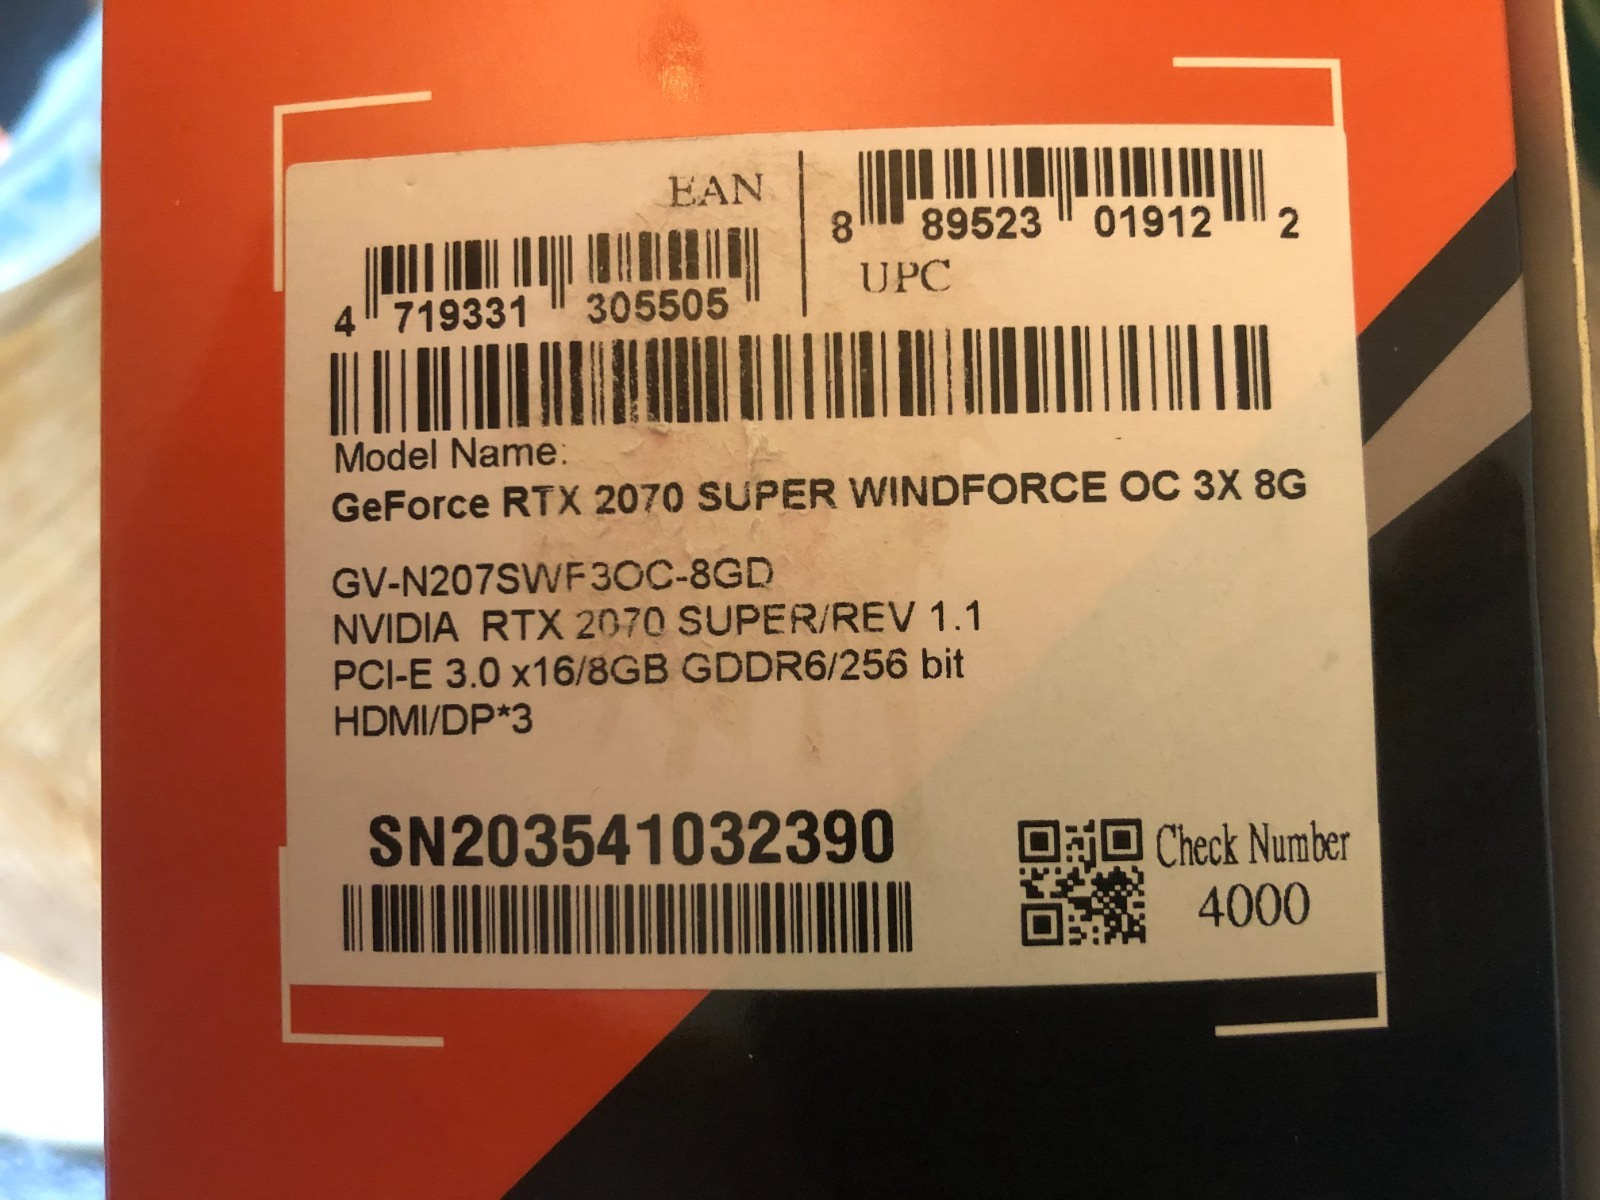 EAN
4 719331 305505
8 89523 01912 2
UPC
Model Name:
GeForce RTX 2070 SUPER WINDFORCE OC 3X 8G
GV-N207SWF3OC-8GD
NVIDIA RTX 2070 SUPER/REV 1.1
PCI-E 3.0 x16/8GB GDDR6/256 bit
HDMI/DP*3
SN203541032390
Check Number
4000